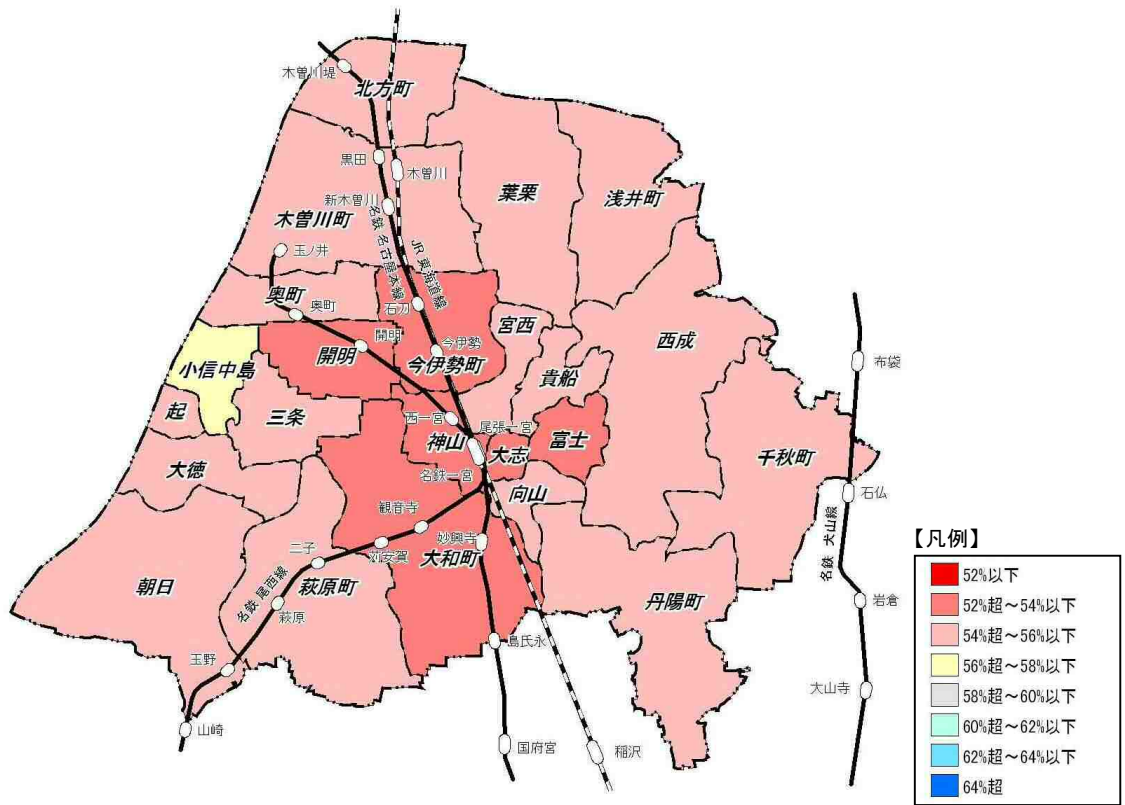 木曽川堤
北方町
黒田
木曽川
葉栗
浅井町
新木曽川
木曽川町
名鉄 名古屋本線
JR 東海道線
玉ノ井
奥町
奥町
石刀
宮西
西成
開明
開明
今伊勢
今伊勢町
小信中島
貴船
布袋
起
三条
西一宮
尾張一宮
神山
大志
富士
千秋町
大徳
名鉄一宮
向山
石仏
観音寺
妙興寺
苅安賀
大和町
二子
名鉄 犬山線
朝日
名鉄 尾西線
萩原町
萩原
丹陽町
岩倉
島氏永
玉野
大山寺
山崎
国府宮
稲沢
【凡例】
52%以下
52%超～54%以下
54%超～56%以下
56%超～58%以下
58%超～60%以下
60%超～62%以下
62%超～64%以下
64%超